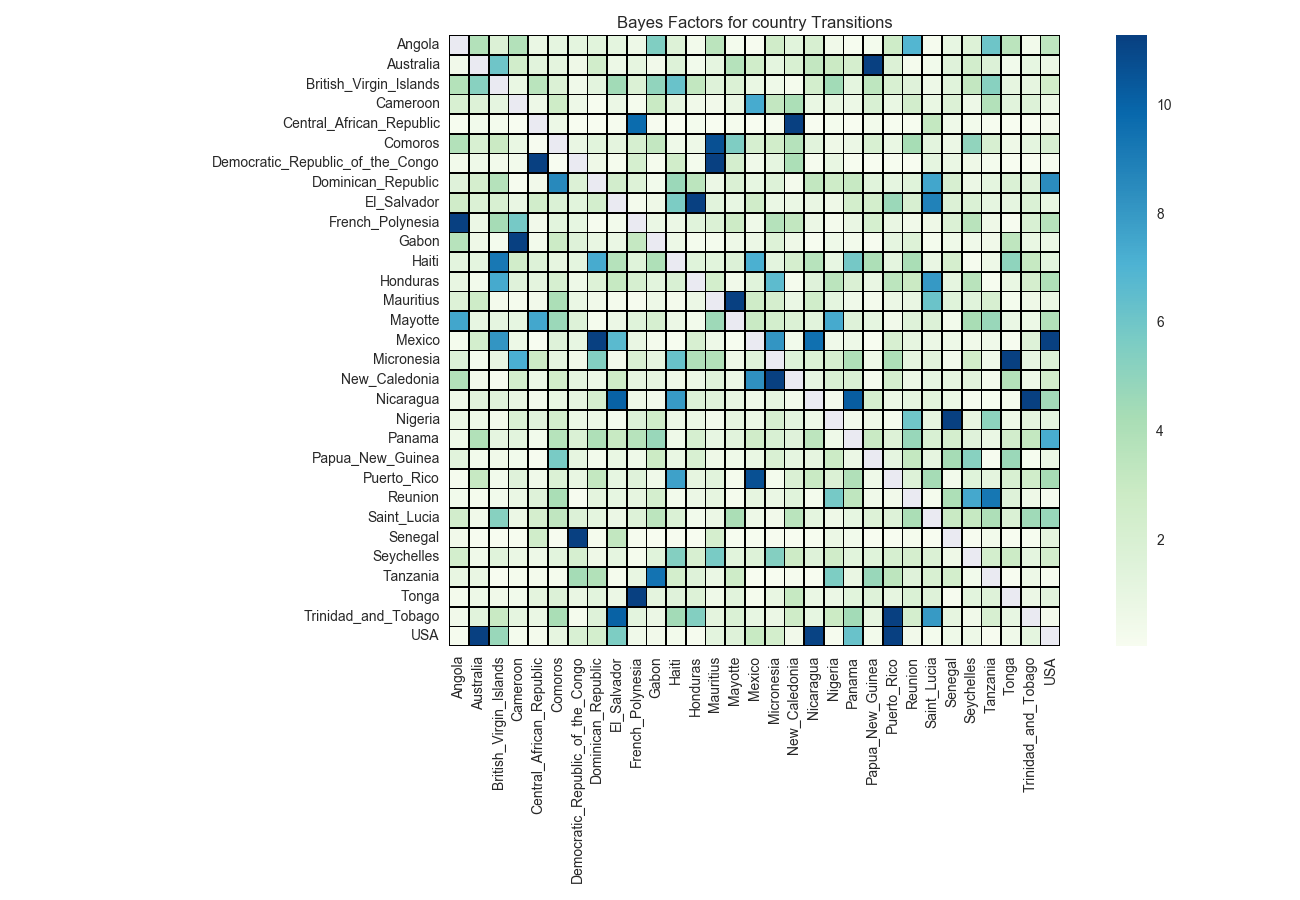 Bayes Factors for country Transitions
Angola
Australia
British_Virgin_Islands
Cameroon
Central_African_Republic
Comoros
Democratic_Republic_of_the_Congo
Dominican_Republic
El_Salvador
French_Polynesia
Gabon
Haiti
Honduras
Mauritius
Mayotte
Mexico
Micronesia
New_Caledonia
Nicaragua
Nigeria
Panama
Papua_New_Guinea
Puerto_Rico
Reunion
Saint_Lucia
Senegal
Seychelles
Tanzania
Tonga
Trinidad_and_Tobago
USA
Angola
Australia
British_Virgin_Islands
Cameroon
Central_African_Republic
Comoros
Democratic_Republic_of_the_Congo
Dominican_Republic
El_Salvador
French_Polynesia
Gabon
Haiti
Honduras
Mauritius
Mayotte
Mexico
Micronesia
New_Caledonia
Nicaragua
Nigeria
Panama
Papua_New_Guinea
Puerto_Rico
Reunion
Saint_Lucia
Senegal
Seychelles
Tanzania
Tonga
Trinidad_and_Tobago
USA
10
8
6
4
2